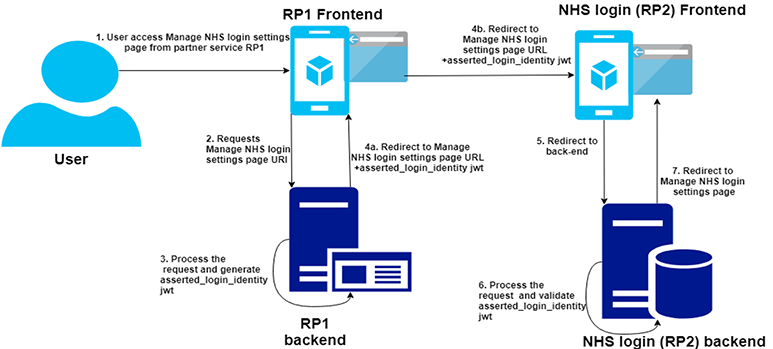 RP1 Frontend
NHS login (RP2) Frontend
1. User access Manage NHS login settings
page from partner service RP1
4b. Redirect to
Manage NHS login
settings page URL
+asserted_login_identity jwt
User
2. Requests
Manage NHS login
settings page URI
4a. Redirect to Manage
NHS login settings page URL
+asserted_login_identity jwt
5. Redirect to
back-end
7. Redirect to
Manage NHS login
settings page
3. Process the
request and generate
asserted_login_identity
jwt
6. Process the
request and validate
asserted_login_identity
jwt
RP1
backend
NHS login (RP2) backend